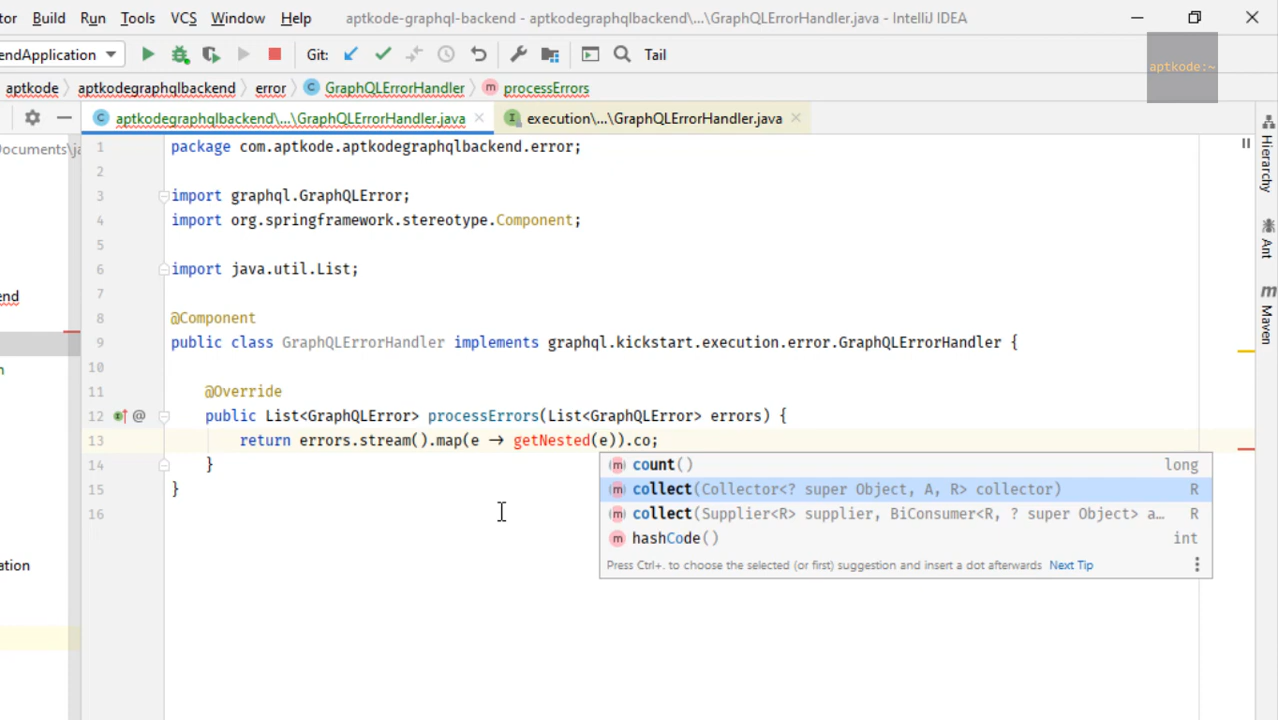 tor Build Run Tools VCS Window Help aptkode-graphql-backend - aptkodegraphqlbackend\...\GraphQLErrorHandler.java - IntelliJ IDEA
endApplication Git: Tail
aptkode:~
aptkode aptkodegraphqlbackend error GraphQLErrorHandler processErrors
aptkodegraphqlbackend\...\GraphQLErrorHandler.java execution\...\GraphQLErrorHandler.java
ocuments\ja
1 package com.aptkode.aptkodegraphqlbackend.error;
2
3 import graphql.GraphQLError;
4 import org.springframework.stereotype.Component;
5
6 import java.util.List;
7
8 @Component
9 public class GraphQLErrorHandler implements graphql.kickstart.execution.error.GraphQLErrorHandler {
10
11 @Override
12 public List<GraphQLError> processErrors(List<GraphQLError> errors) {
13 return errors.stream().map(e → getNested(e)).co;
14 }
15 }
16
count() long
collect(Collector<? super Object, A, R> collector) R
collect(Supplier<R> supplier, BiConsumer<R, ? super Object> a... R
hashCode() int
Press Ctrl+. to choose the selected (or first) suggestion and insert a dot afterwards Next Tip
end
n
ation
Hierarchy
Ant
Maven